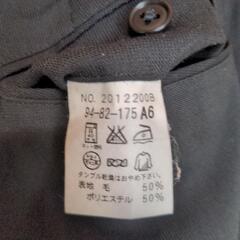 NO. 2012200B
94-82-175 A6
タンブル乾燥はおやめ下さい。
表地 毛 50%
ポリエステル 50%